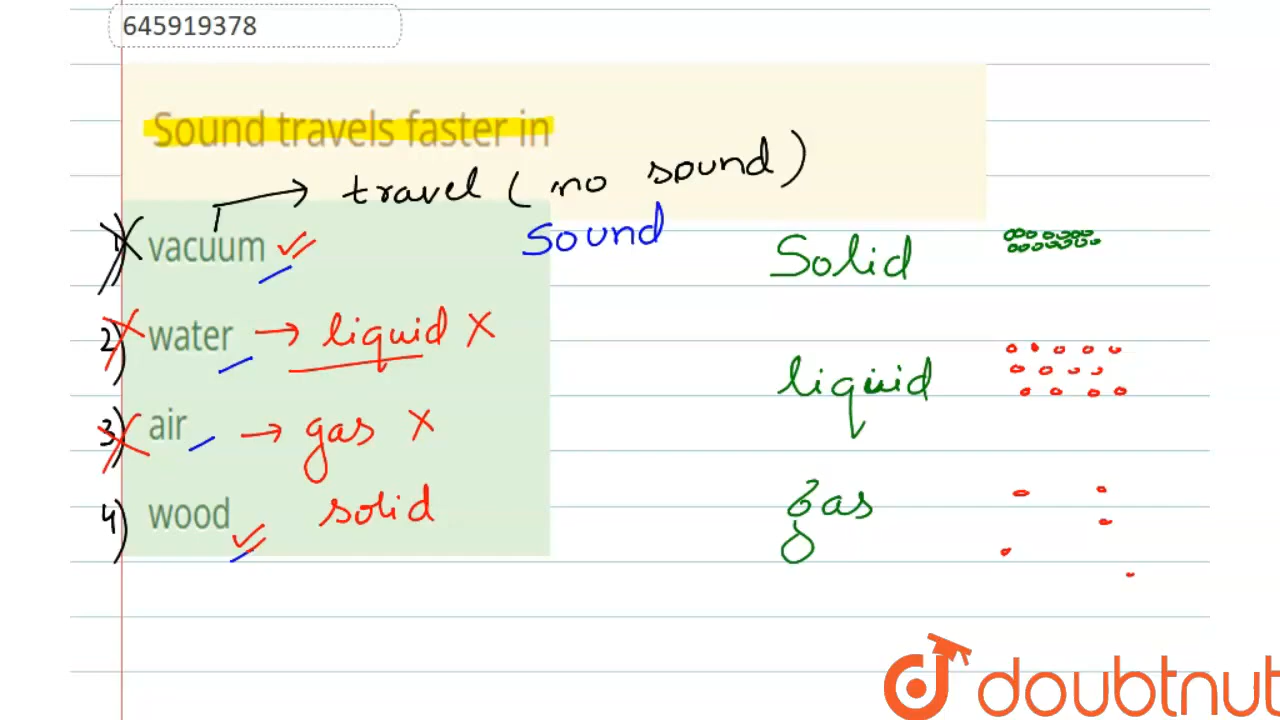 645919378
Sound travels faster in
travel (no sound)
1) vacuum
Sound
Solid
2) water → liquid X
liquid
3) air → gas X
gas
4) wood solid
doubtnut